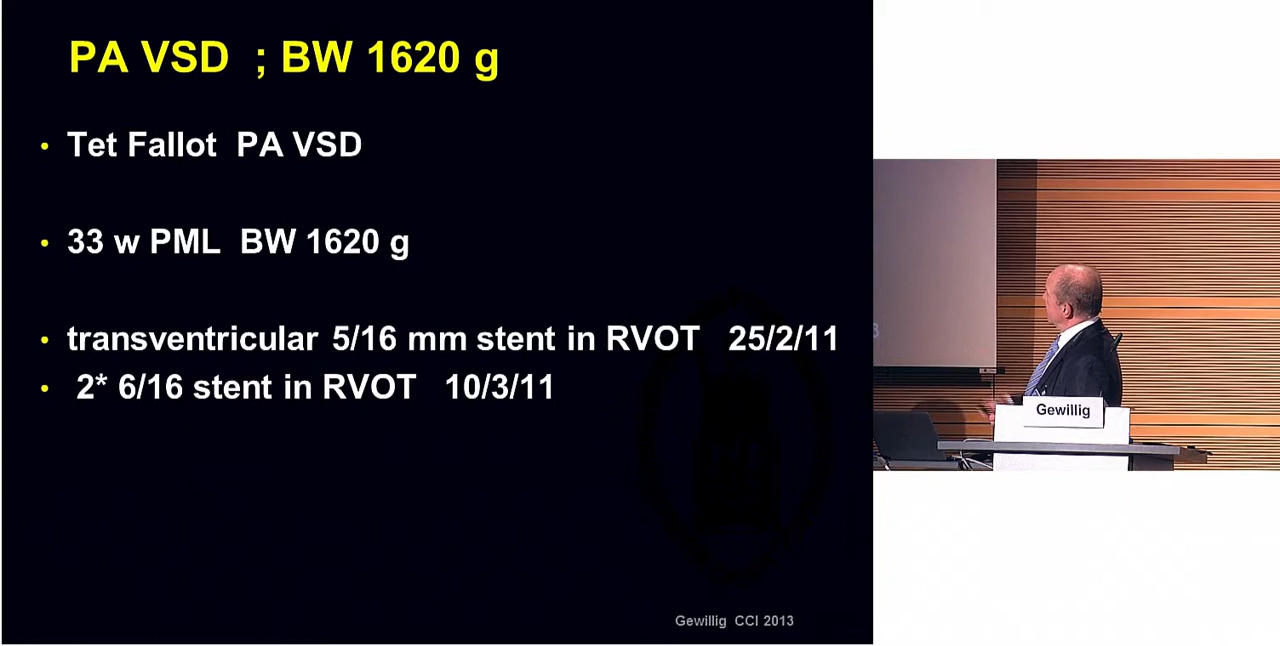 PA VSD ; BW 1620 g
• Tet Fallot PA VSD
• 33 w PML BW 1620 g
• transventricular 5/16 mm stent in RVOT 25/2/11
• 2* 6/16 stent in RVOT 10/3/11
Gewillig CCI 2013
3
Gewillig